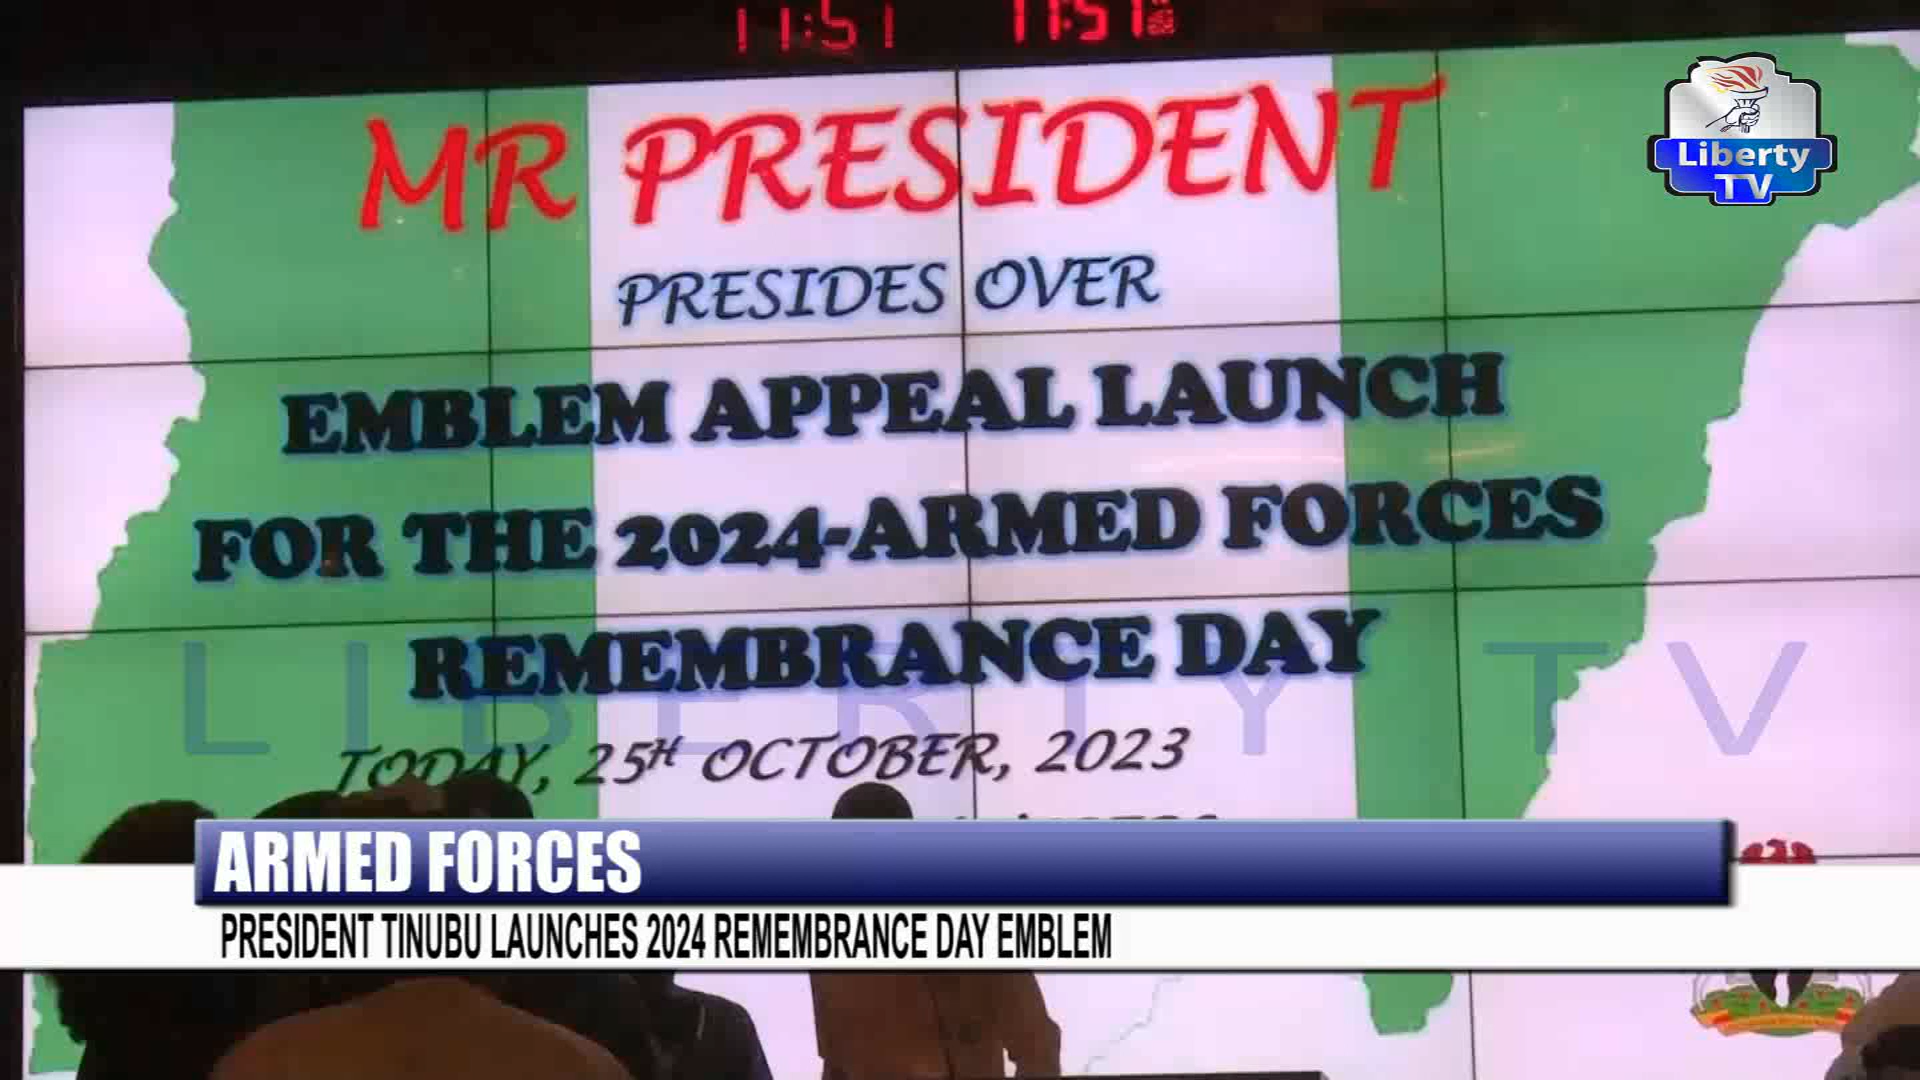 11:51 11:51
Liberty
TV
MR PRESIDENT
PRESIDES OVER
EMBLEM APPEAL LAUNCH
FOR THE 2024-ARMED FORCES
REMEMBRANCE DAY
LIBERTY TV
TODAY, 25H OCTOBER, 2023
ARMED FORCES
PRESIDENT TINUBU LAUNCHES 2024 REMEMBRANCE DAY EMBLEM